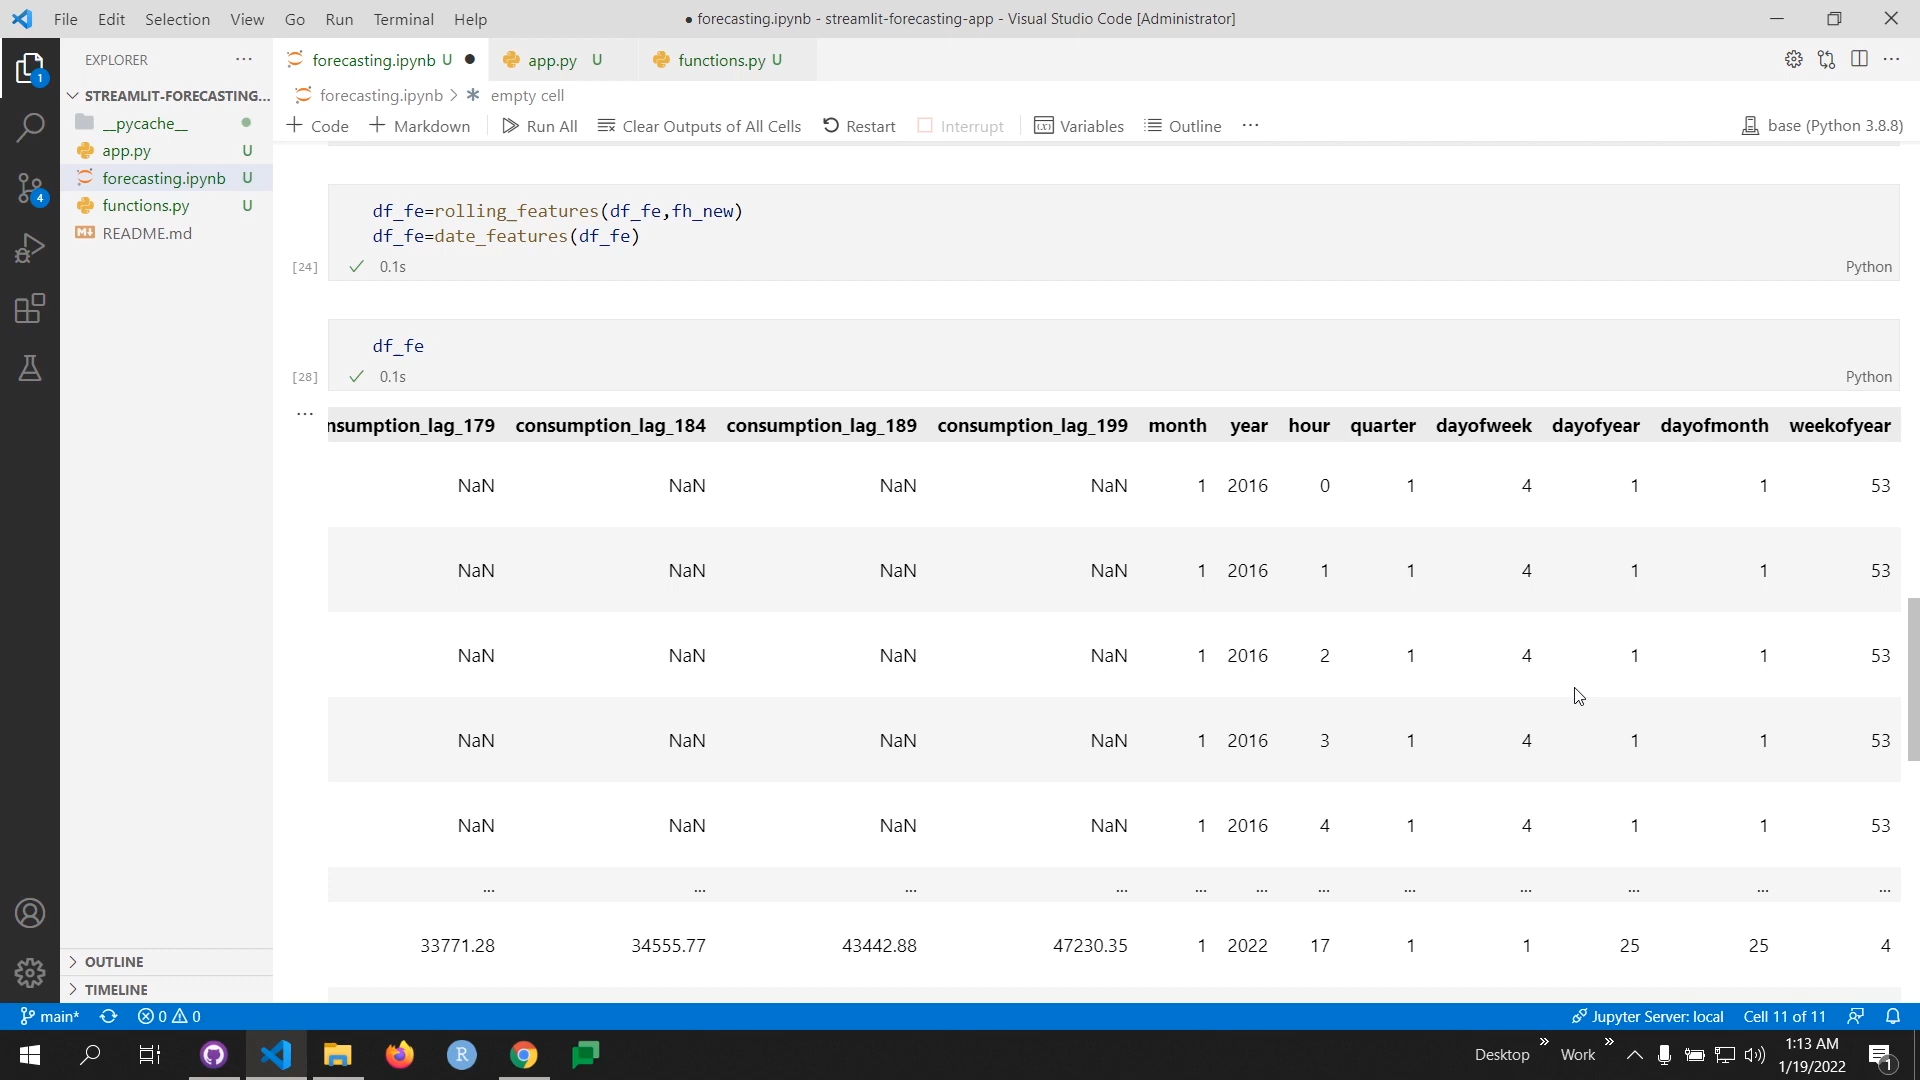 File Edit Selection View Go Run Terminal Help
● forecasting.ipynb - streamlit-forecasting-app - Visual Studio Code [Administrator]
EXPLORER ···
forecasting.ipynb U ●
app.py U
functions.py U
STREAMLIT-FORECASTING...
__pycache__
app.py U
forecasting.ipynb U
functions.py U
README.md
1
4
OUTLINE
TIMELINE
forecasting.ipynb > empty cell
+ Code + Markdown Run All Clear Outputs of All Cells Restart Interrupt Variables Outline ··· base (Python 3.8.8)
df_fe=rolling_features(df_fe,fh_new)
df_fe=date_features(df_fe)
[24] ✓ 0.1s Python
df_fe
[28] ✓ 0.1s Python
...
nsumption_lag_179 consumption_lag_184 consumption_lag_189 consumption_lag_199 month year hour quarter dayofweek dayofyear dayofmonth weekofyear
NaN NaN NaN NaN 1 2016 0 1 4 1 1 53
NaN NaN NaN NaN 1 2016 1 1 4 1 1 53
NaN NaN NaN NaN 1 2016 2 1 4 1 1 53
NaN NaN NaN NaN 1 2016 3 1 4 1 1 53
NaN NaN NaN NaN 1 2016 4 1 4 1 1 53
... ... ... ... ... ... ... ... ... ... ... ...
33771.28 34555.77 43442.88 47230.35 1 2022 17 1 1 25 25 4
main* 0 0 Jupyter Server: local Cell 11 of 11
R Desktop » Work » 1:13 AM
1/19/2022 1